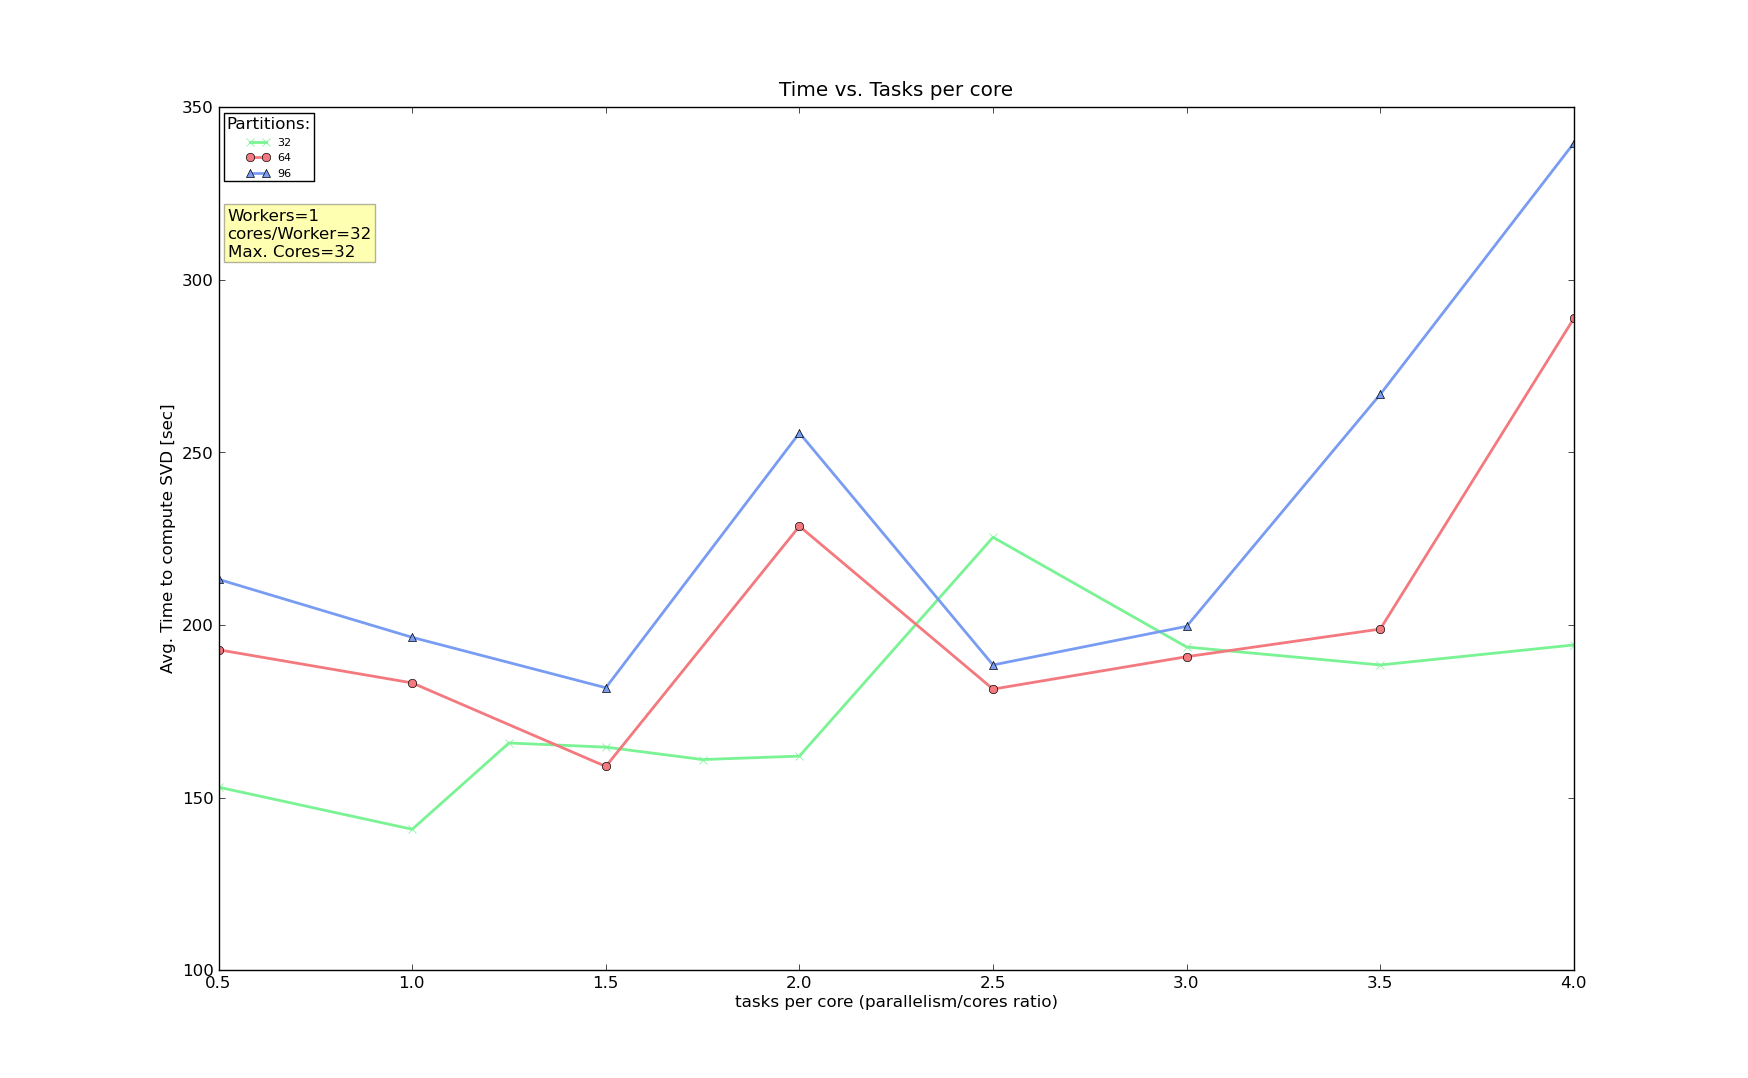 Time vs. Tasks per core
350
300
250
200
150
100
Partitions:
32
64
96
Workers=1
cores/Worker=32
Max. Cores=32
Avg. Time to compute SVD [sec]
0.5 1.0 1.5 2.0 2.5 3.0 3.5 4.0
tasks per core (parallelism/cores ratio)